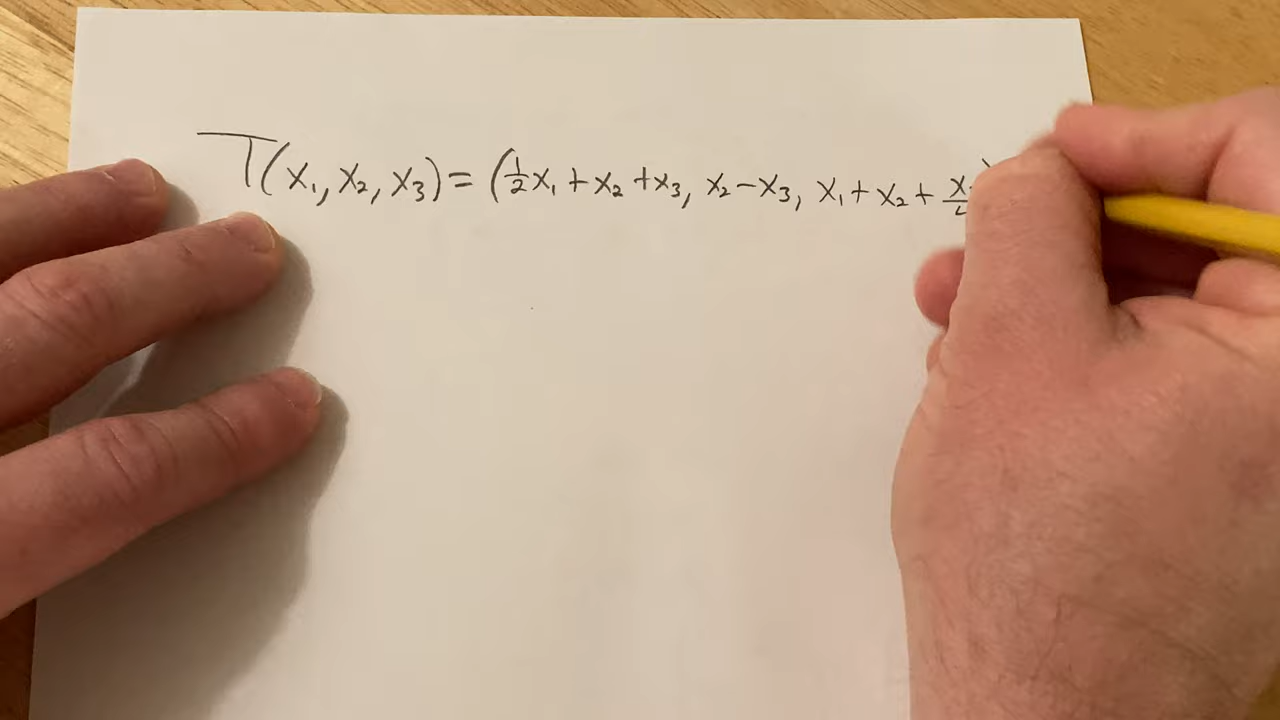 T(x₁, x₂, x₃) = (½x₁ + x₂ + x₃, x₂ − x₃, x₁ + x₂ +